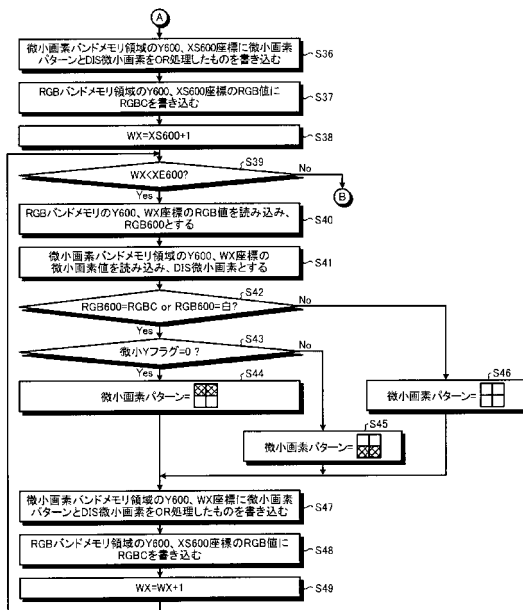 A
微小画素バンドメモリ領域のY600、XS600座標に微小画素
パターンとDIS微小画素をOR処理したものを書き込む
S36
RGBバンドメモリ領域のY600、XS600座標のRGB値に
RGBCを書き込む
S37
WX=XS600+1
S38
WX<XE600?
S39
No
B
Yes
RGBバンドメモリのY600、WX座標のRGB値を読み込み、
RGB600とする
S40
微小画素バンドメモリ領域のY600、WX座標の
微小画素値を読み込み、DIS微小画素とする
S41
RGB600=RGBC or RGB600=白?
S42
No
Yes
微小Yフラグ=0 ?
S43
No
Yes
微小画素パターン=
S44
微小画素パターン=
S46
微小画素パターン=
S45
微小画素バンドメモリ領域のY600、WX座標に微小画素
パターンとDIS微小画素をOR処理したものを書き込む
S47
RGBバンドメモリ領域のY600、XS600座標のRGB値に
RGBCを書き込む
S48
WX=WX+1
S49